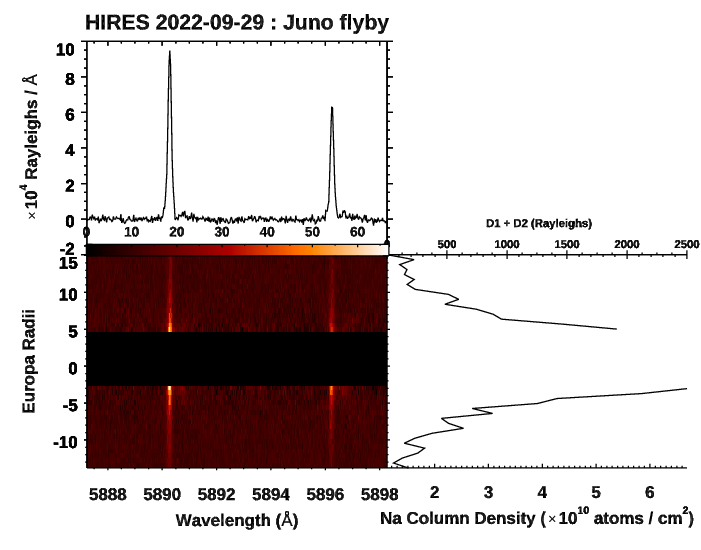 HIRES 2022-09-29 : Juno flyby
×10⁴ Rayleighs / Å
10
8
6
4
2
0
-2
0 10 20 30 40 50 60
D1 + D2 (Rayleighs)
500 1000 1500 2000 2500
Europa Radii
15
10
5
0
-5
-10
5888 5890 5892 5894 5896 5898
2 3 4 5 6
Wavelength (Å)
Na Column Density (×10¹⁰ atoms / cm²)